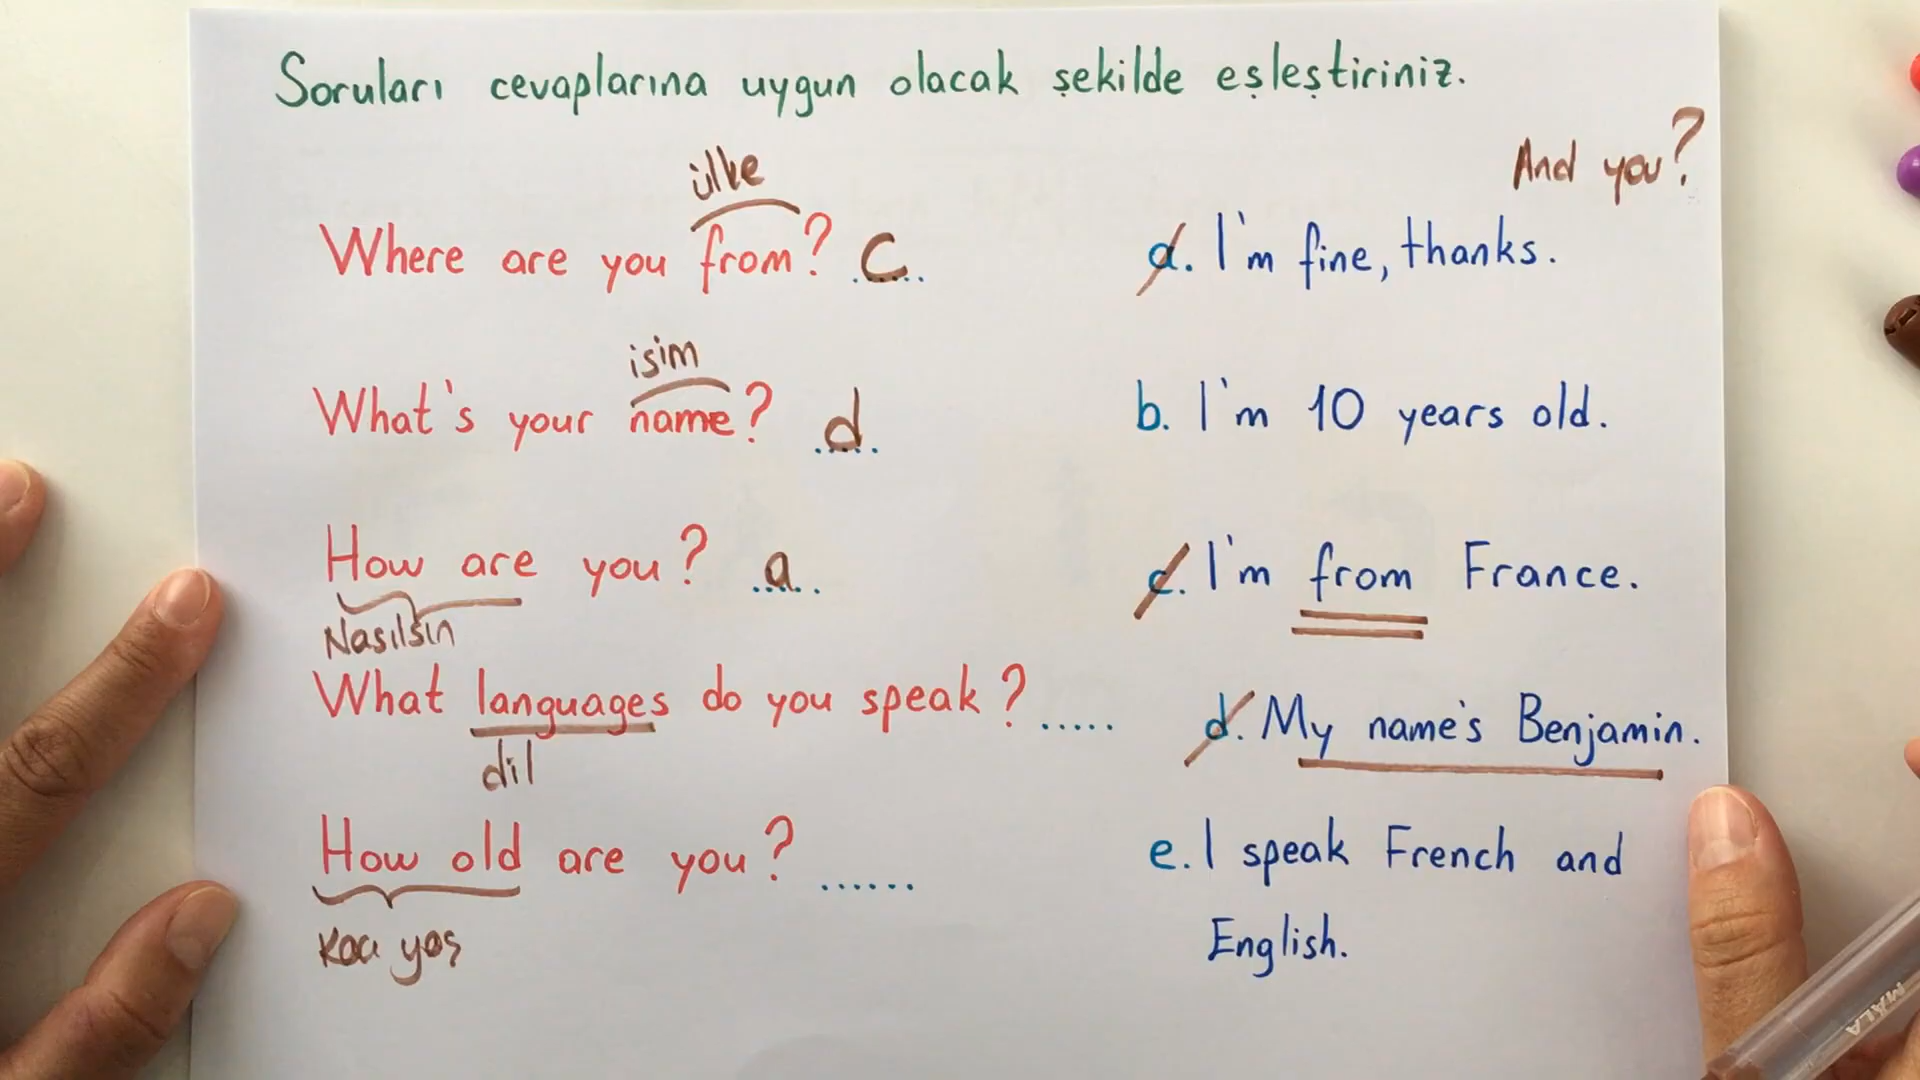 Soruları cevaplarına uygun olacak şekilde eşleştiriniz.
And you?
ülke
Where are you from? ..c...
a. I'm fine, thanks.
isim
What's your name? ..d..
b. I'm 10 years old.
How are you? ..a..
c. I'm from France.
Nasılsın
What languages do you speak? .....
d. My name's Benjamin.
dil
How old are you? ......
e. I speak French and
English.
Kaç yaş
MALA